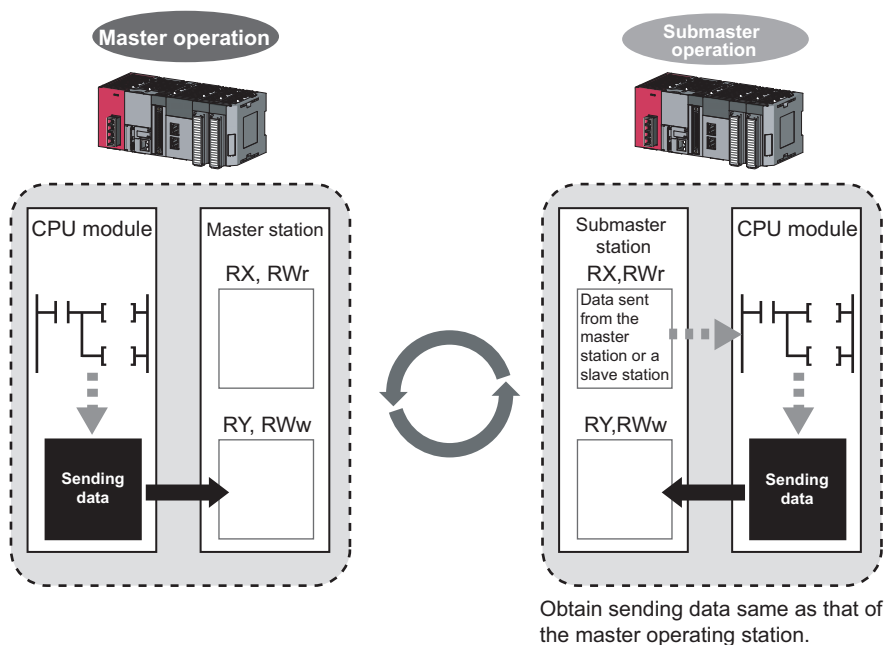 Master operation
Submaster
operation
CPU module
Master station
RX, RWr
RY, RWw
Sending
data
Submaster
station
RX,RWr
Data sent
from the
master
station or a
slave station
RY,RWw
CPU module
Sending
data
Obtain sending data same as that of
the master operating station.